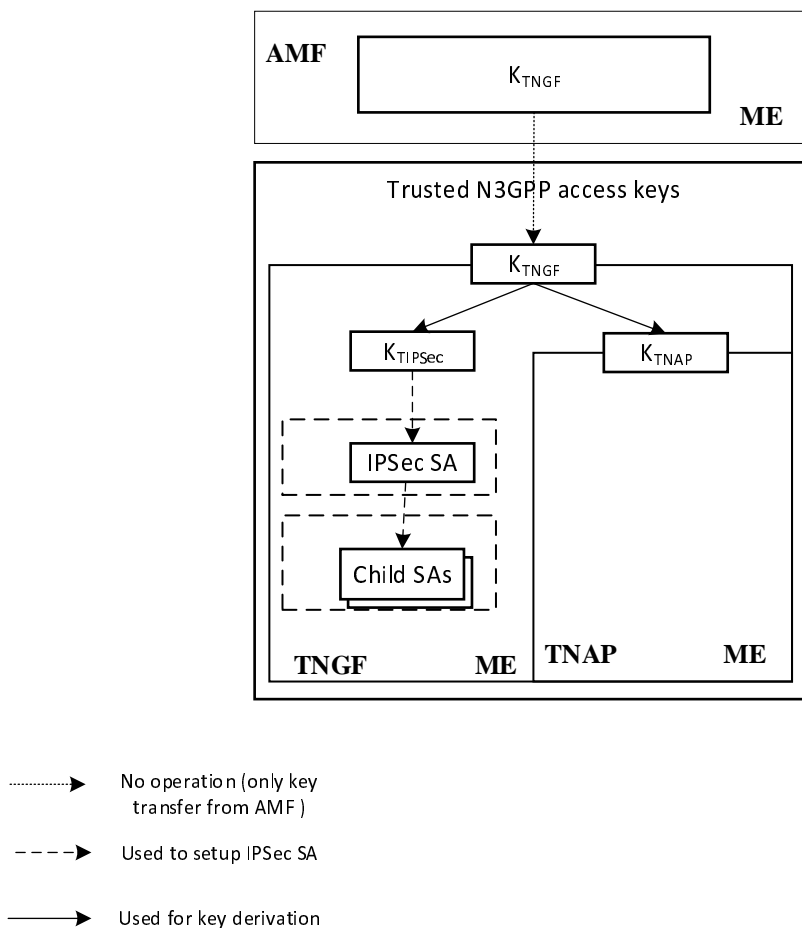 AMF
KTNGF
ME
Trusted N3GPP access keys
KTNGF
KTIPSec
KTNAP
IPSec SA
Child SAs
TNGF
ME
TNAP
ME
No operation (only key
transfer from AMF )
Used to setup IPSec SA
Used for key derivation